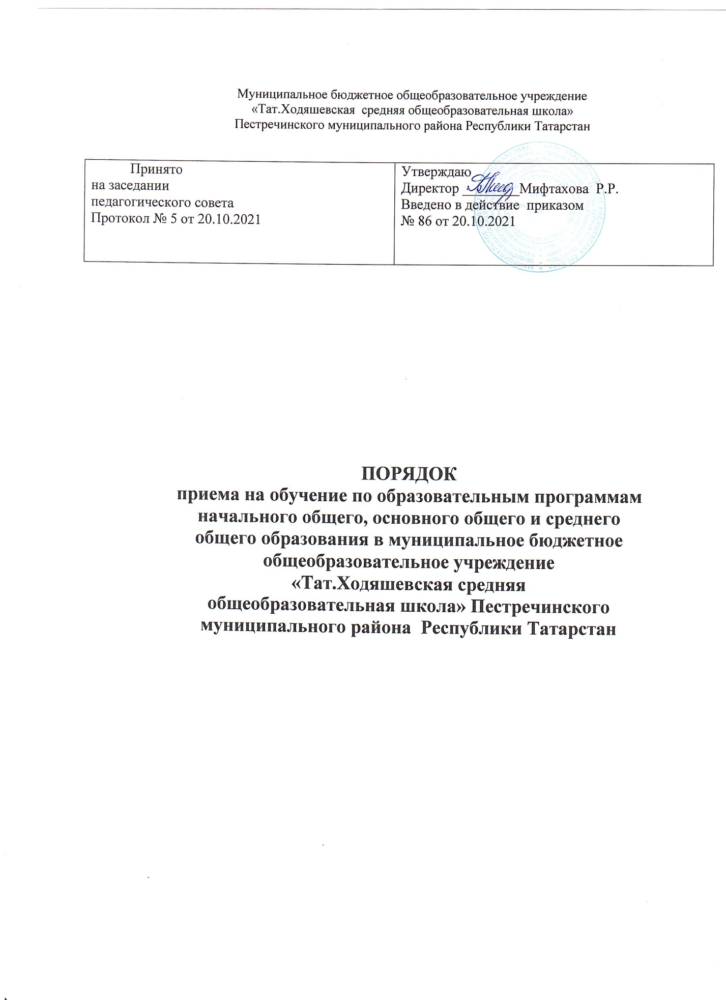 Муниципальное бюджетное общеобразовательное учреждение
«Тат.Ходяшевская средняя общеобразовательная школа»
Пестречинского муниципального района Республики Татарстан
Принято
на заседании
педагогического совета
Протокол № 5 от 20.10.2021
Утверждаю
Директор ________Мифтахова Р.Р.
Введено в действие приказом
№ 86 от 20.10.2021
ПОРЯДОК
приема на обучение по образовательным программам
начального общего, основного общего и среднего
общего образования в муниципальное бюджетное
общеобразовательное учреждение
«Тат.Ходяшевская средняя
общеобразовательная школа» Пестречинского
муниципального района Республики Татарстан